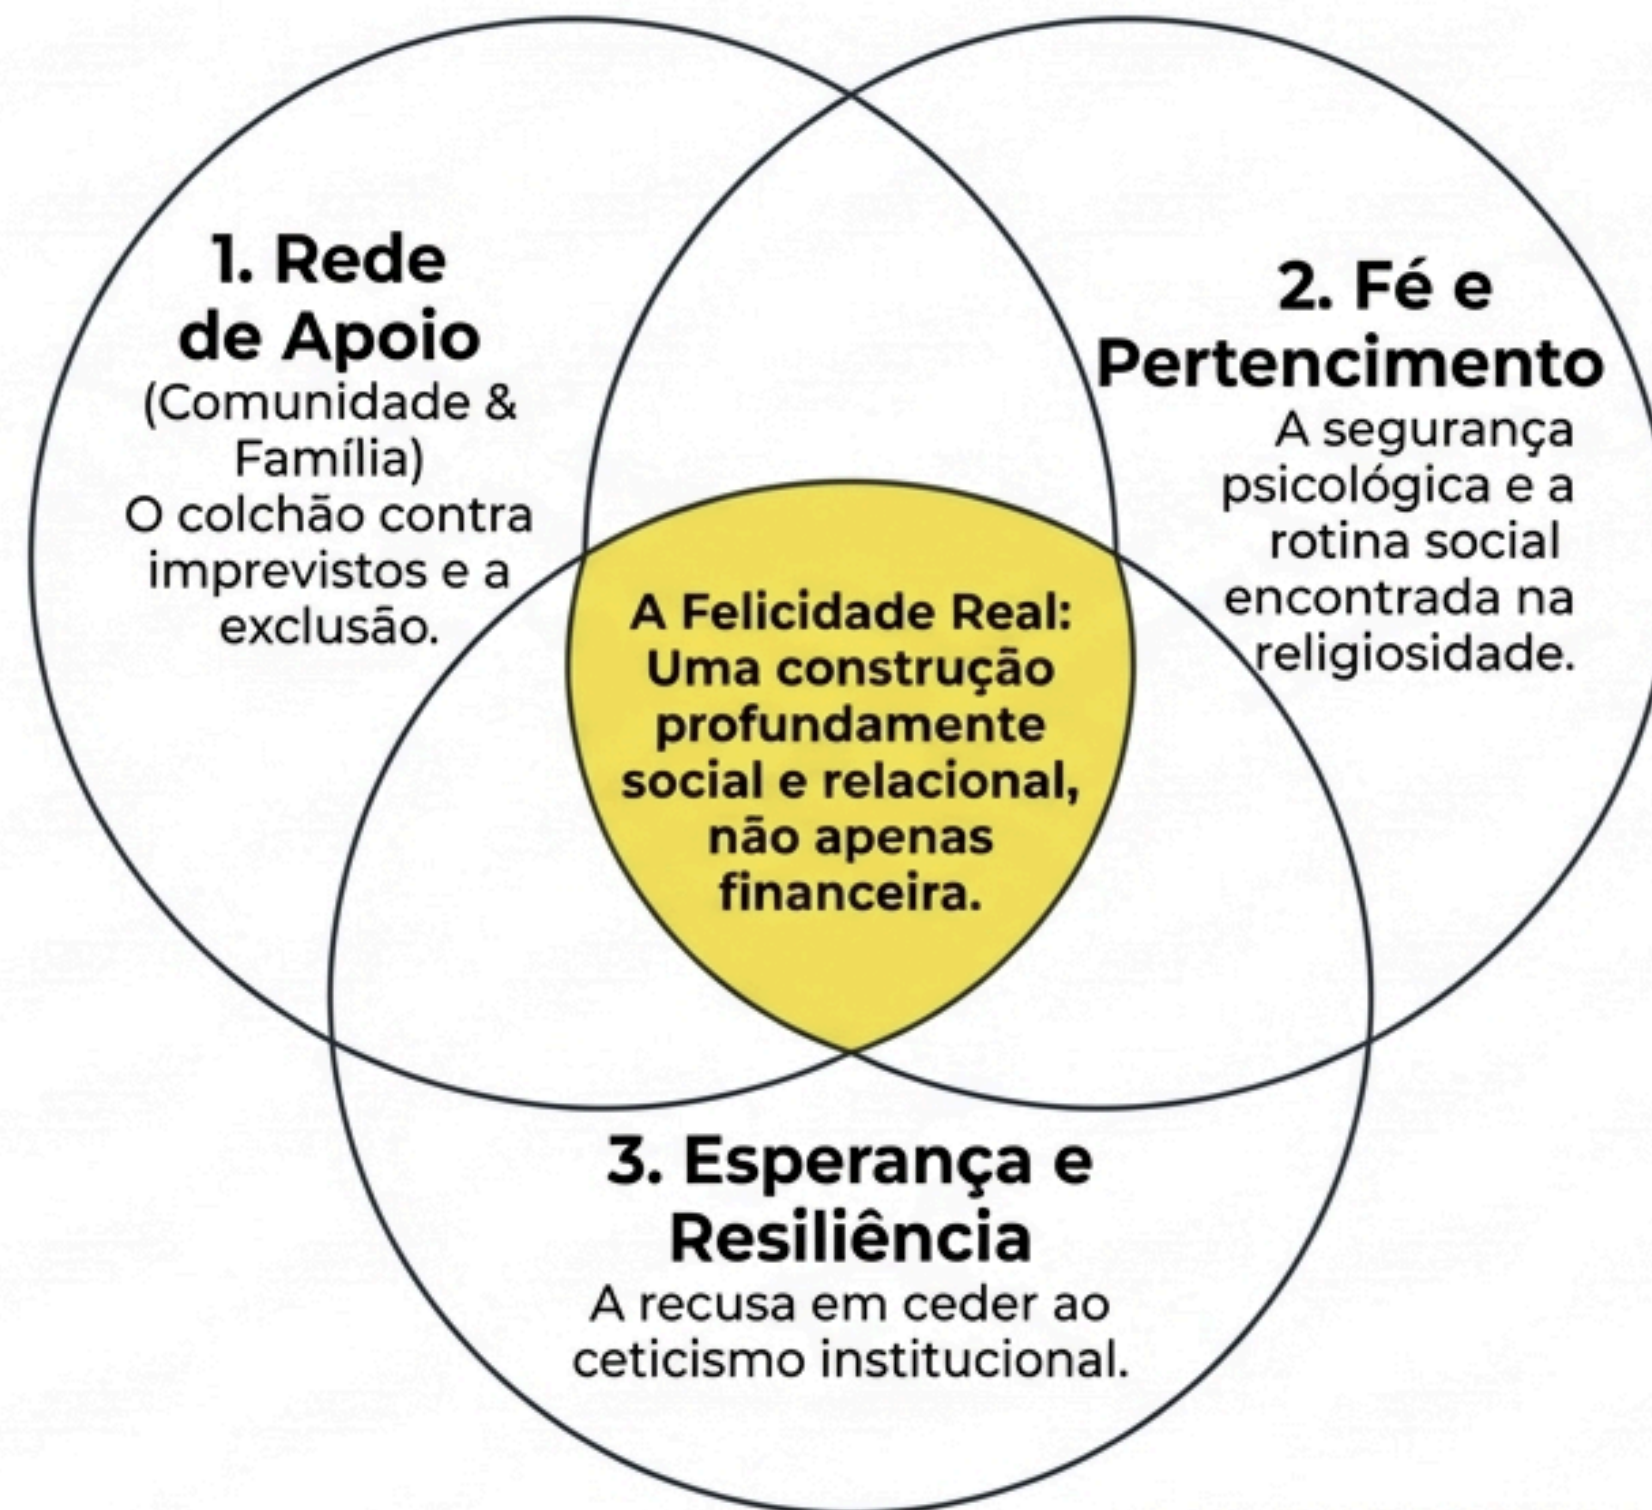 1. Rede
de Apoio
(Comunidade &
Família)
O colchão contra
imprevistos e a
exclusão.
2. Fé e
Pertencimento
A segurança
psicológica e a
rotina social
encontrada na
religiosidade.
A Felicidade Real:
Uma construção
profundamente
social e relacional,
não apenas
financeira.
3. Esperança e
Resiliência
A recusa em ceder ao
ceticismo institucional.